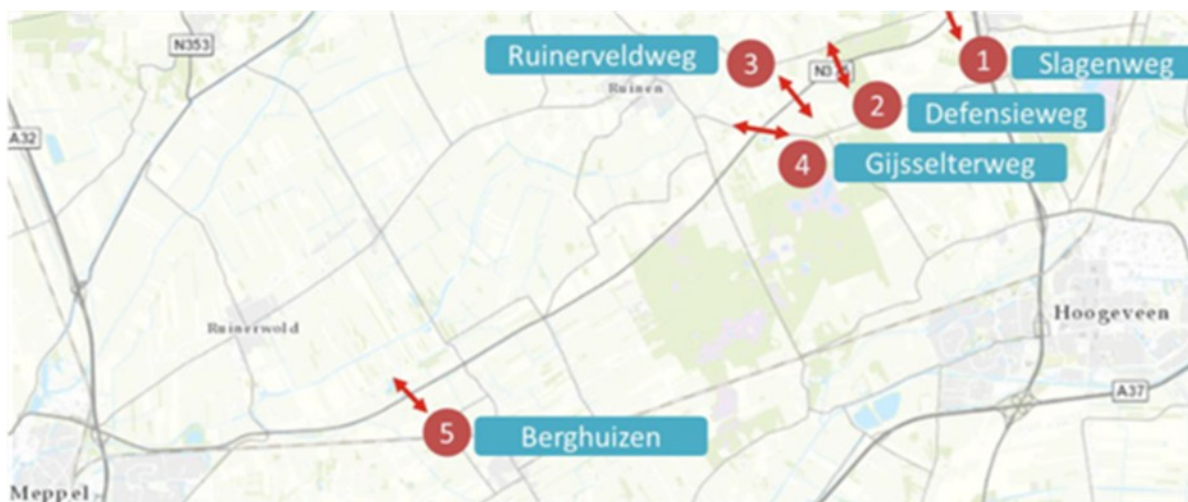 N353
Ruinerveldweg
3
1
Slagenweg
Ruinen
2
Defensieweg
A32
4
Gijsselterweg
Hoogeveen
Ruinerwold
A37
5
Berghuizen
Meppel